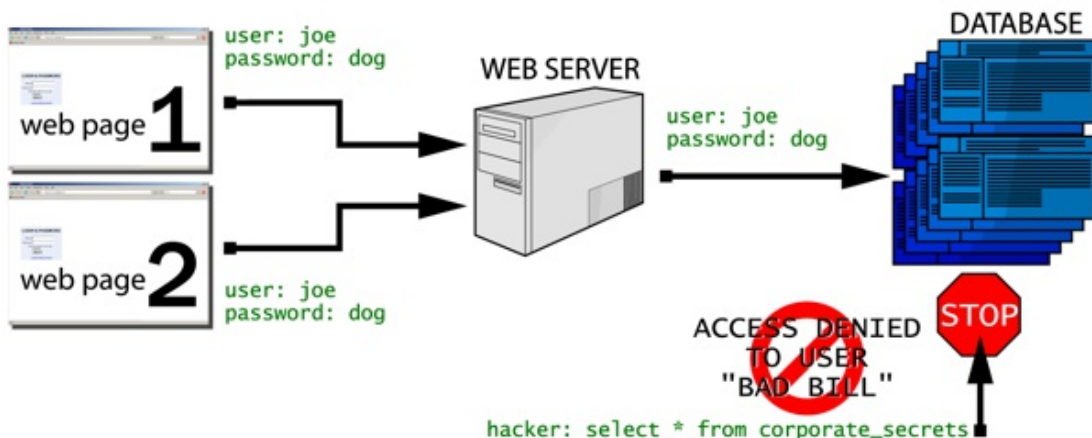 user: joe
password: dog
web page 1
user: joe
password: dog
web page 2
WEB SERVER
user: joe
password: dog
DATABASE
STOP
ACCESS DENIED
TO USER
"BAD BILL"
hacker: select * from corporate_secrets